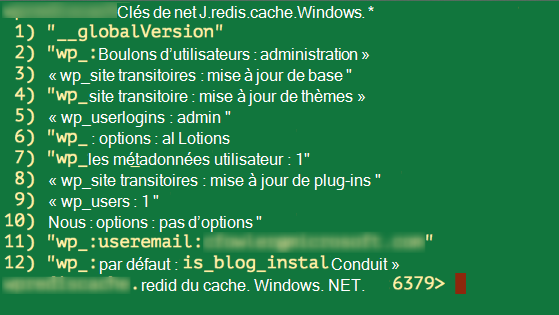 Clés de net J.redis.cache.Windows. *
1) "__globalVersion"
2) "wp_:Boulons d'utilisateurs : administration »
3) « wp_site transitoires : mise à jour de base "
4) "wp_site transitoire : mise à jour de thèmes »
5) « wp_userlogins : admin "
6) "wp_ : options : al Lotions
7) "wp_les métadonnées utilisateur : 1"
8) « wp_site transitoires : mise à jour de plug-ins "
9) « wp_users : 1 "
10) Nous : options : pas d'options "
11) "wp_:useremail: "
12) "wp_:par défaut : is_blog_instal Conduit »
. redid du cache. Windows. NET. 6379>